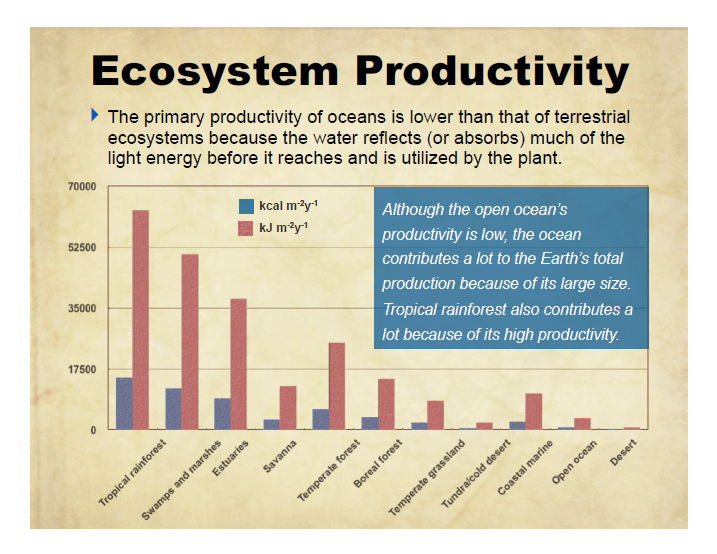 Ecosystem Productivity
The primary productivity of oceans is lower than that of terrestrial
ecosystems because the water reflects (or absorbs) much of the
light energy before it reaches and is utilized by the plant.
70000
52500
35000
17500
0
kcal m-2y-1
kJ m-2y-1
Although the open ocean’s
productivity is low, the ocean
contributes a lot to the Earth’s total
production because of its large size.
Tropical rainforest also contributes a
lot because of its high productivity.
Tropical rainforest
Swamps and marshes
Estuaries
Savanna
Temperate forest
Boreal forest
Temperate grassland
Tundra/cold desert
Coastal marine
Open ocean
Desert